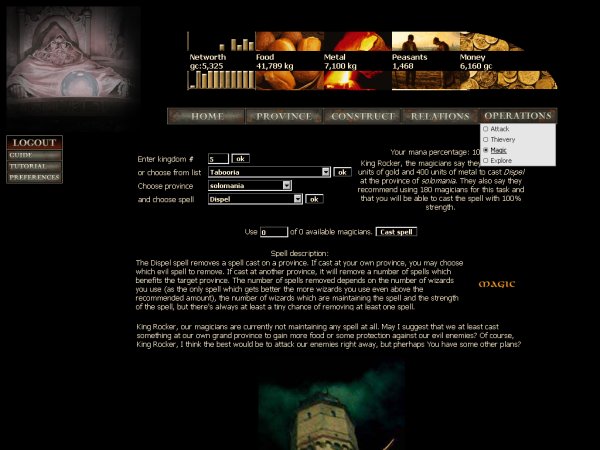 Networth Food Metal Peasants Money
gc:5,325 41,789 kg 7,100 kg 1,468 6,160 gc
HOME PROVINCE CONSTRUCT RELATIONS OPERATIONS
LOGOUT
GUIDE
TUTORIAL
PREFERENCES
Attack
Thievery
Magic
Explore
Enter kingdom # 5 ok
or choose from list Tabooria ok
Choose province solomania
and choose spell Dispel ok
Your mana percentage: 10
King Rocker, the magicians say they
units of gold and 400 units of metal to cast Dispel
at the province of solomania. They also say they
recommend using 180 magicians for this task and
that you will be able to cast the spell with 100%
strength.
Use 0 of 0 available magicians. Cast spell
Spell description:
The Dispel spell removes a spell cast on a province. If cast at your own province, you may choose
which evil spell to remove. If cast at another province, it will remove a number of spells which
benefits the target province. The number of spells removed depends on the number of wizards
you use (as the only spell which gets better the more wizards you use even above the
recommended amount), the number of wizards which are maintaining the spell and the strength
of the spell, but there's always at least a tiny chance of removing at least one spell.
MAGIC
King Rocker, our magicians are currently not maintaining any spell at all. May I suggest that we at least cast
something at our own grand province to gain more food or some protection against our evil enemies? Of course,
King Rocker, I think the best would be to attack our enemies right away, but pherhaps You have some other plans?